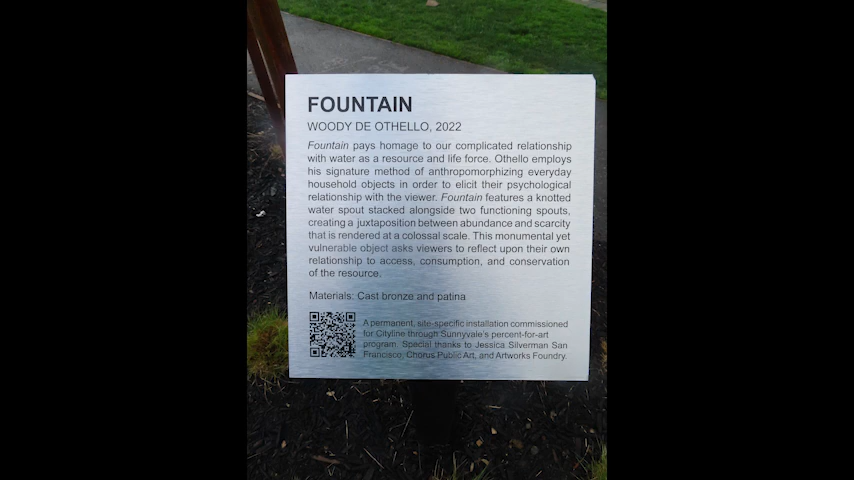 FOUNTAIN
WOODY DE OTHELLO, 2022
Fountain pays homage to our complicated relationship
with water as a resource and life force. Othello employs
his signature method of anthropomorphizing everyday
household objects in order to elicit their psychological
relationship with the viewer. Fountain features a knotted
water spout stacked alongside two functioning spouts,
creating a juxtaposition between abundance and scarcity
that is rendered at a colossal scale. This monumental yet
vulnerable object asks viewers to reflect upon their own
relationship to access, consumption, and conservation
of the resource.
Materials: Cast bronze and patina
A permanent, site-specific installation commissioned
for Cityline through Sunnyvale's percent-for-art
program. Special thanks to Jessica Silverman San
Francisco, Chorus Public Art, and Artworks Foundry.